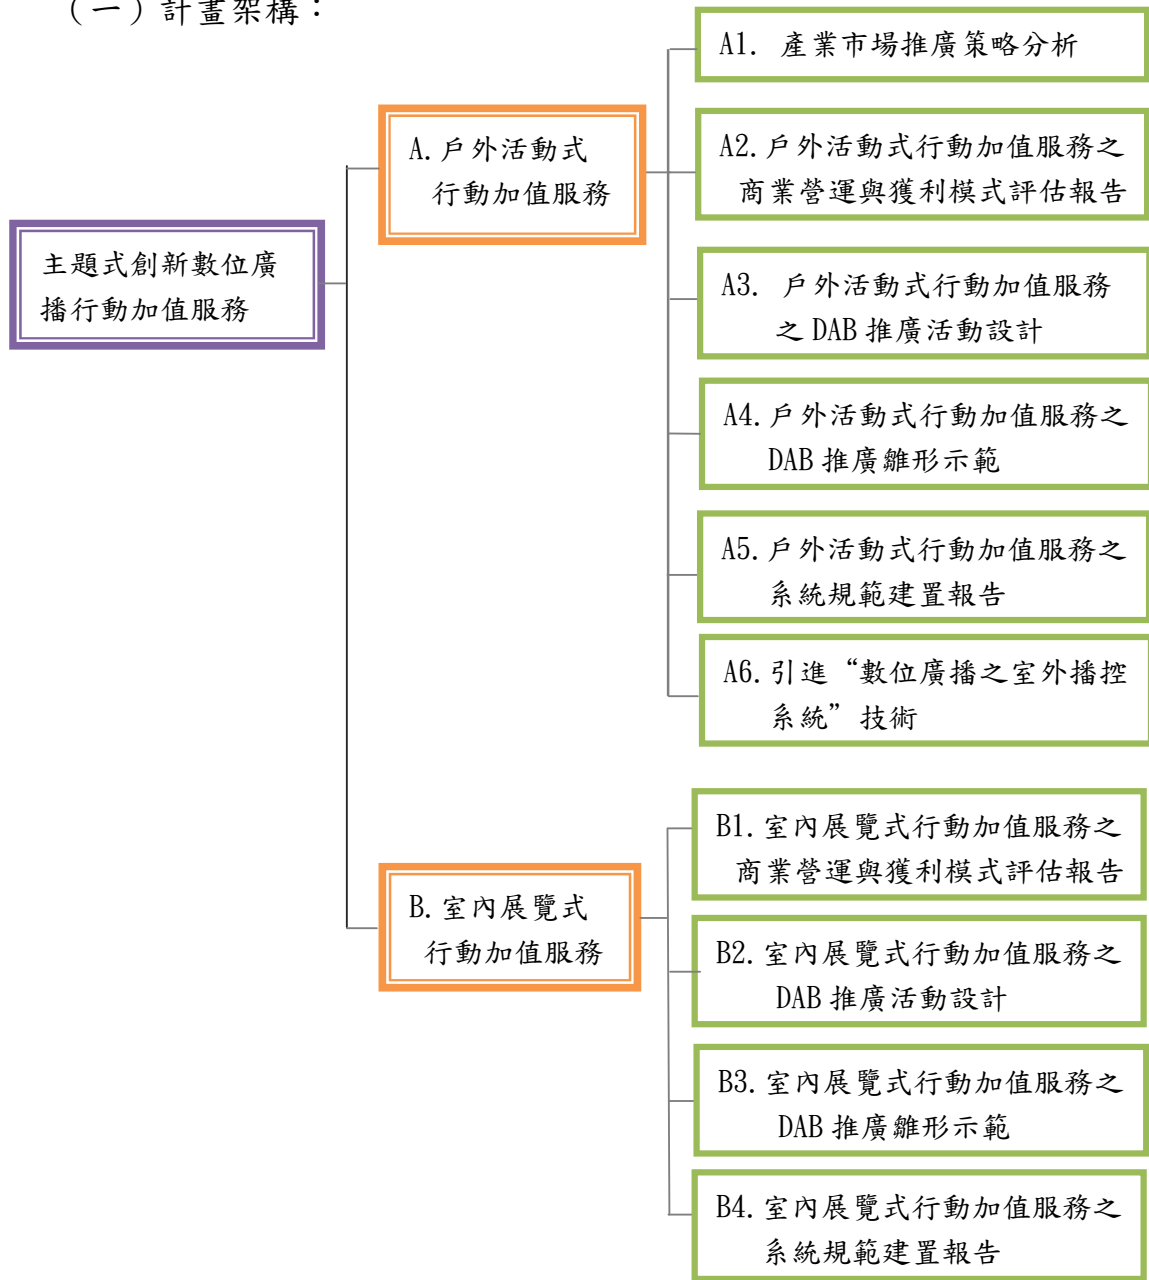 （一）計畫架構：
主題式創新數位廣
播行動加值服務
A.戶外活動式
行動加值服務
A1. 產業市場推廣策略分析
A2.戶外活動式行動加值服務之
商業營運與獲利模式評估報告
A3. 戶外活動式行動加值服務
之 DAB 推廣活動設計
A4.戶外活動式行動加值服務之
DAB 推廣雛形示範
A5.戶外活動式行動加值服務之
系統規範建置報告
A6.引進“數位廣播之室外播控
系統”技術
B.室內展覽式
行動加值服務
B1.室內展覽式行動加值服務之
商業營運與獲利模式評估報告
B2.室內展覽式行動加值服務之
DAB 推廣活動設計
B3.室內展覽式行動加值服務之
DAB 推廣雛形示範
B4.室內展覽式行動加值服務之
系統規範建置報告